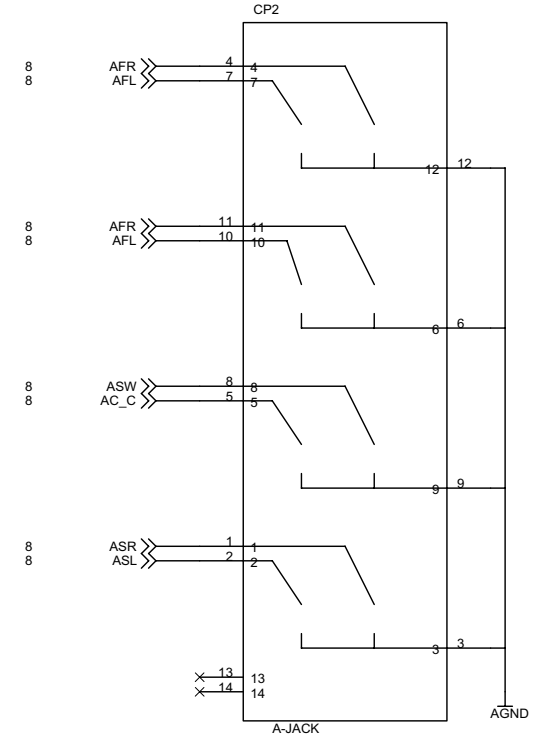 CP2
8 AFR 4 4
8 AFL 7 7
12 12
8 AFR 11 11
8 AFL 10 10
6 6
8 ASW 8 8
8 AC_C 5 5
9 9
8 ASR 1 1
8 ASL 2 2
3 3
13 13
14 14
AGND
A-JACK